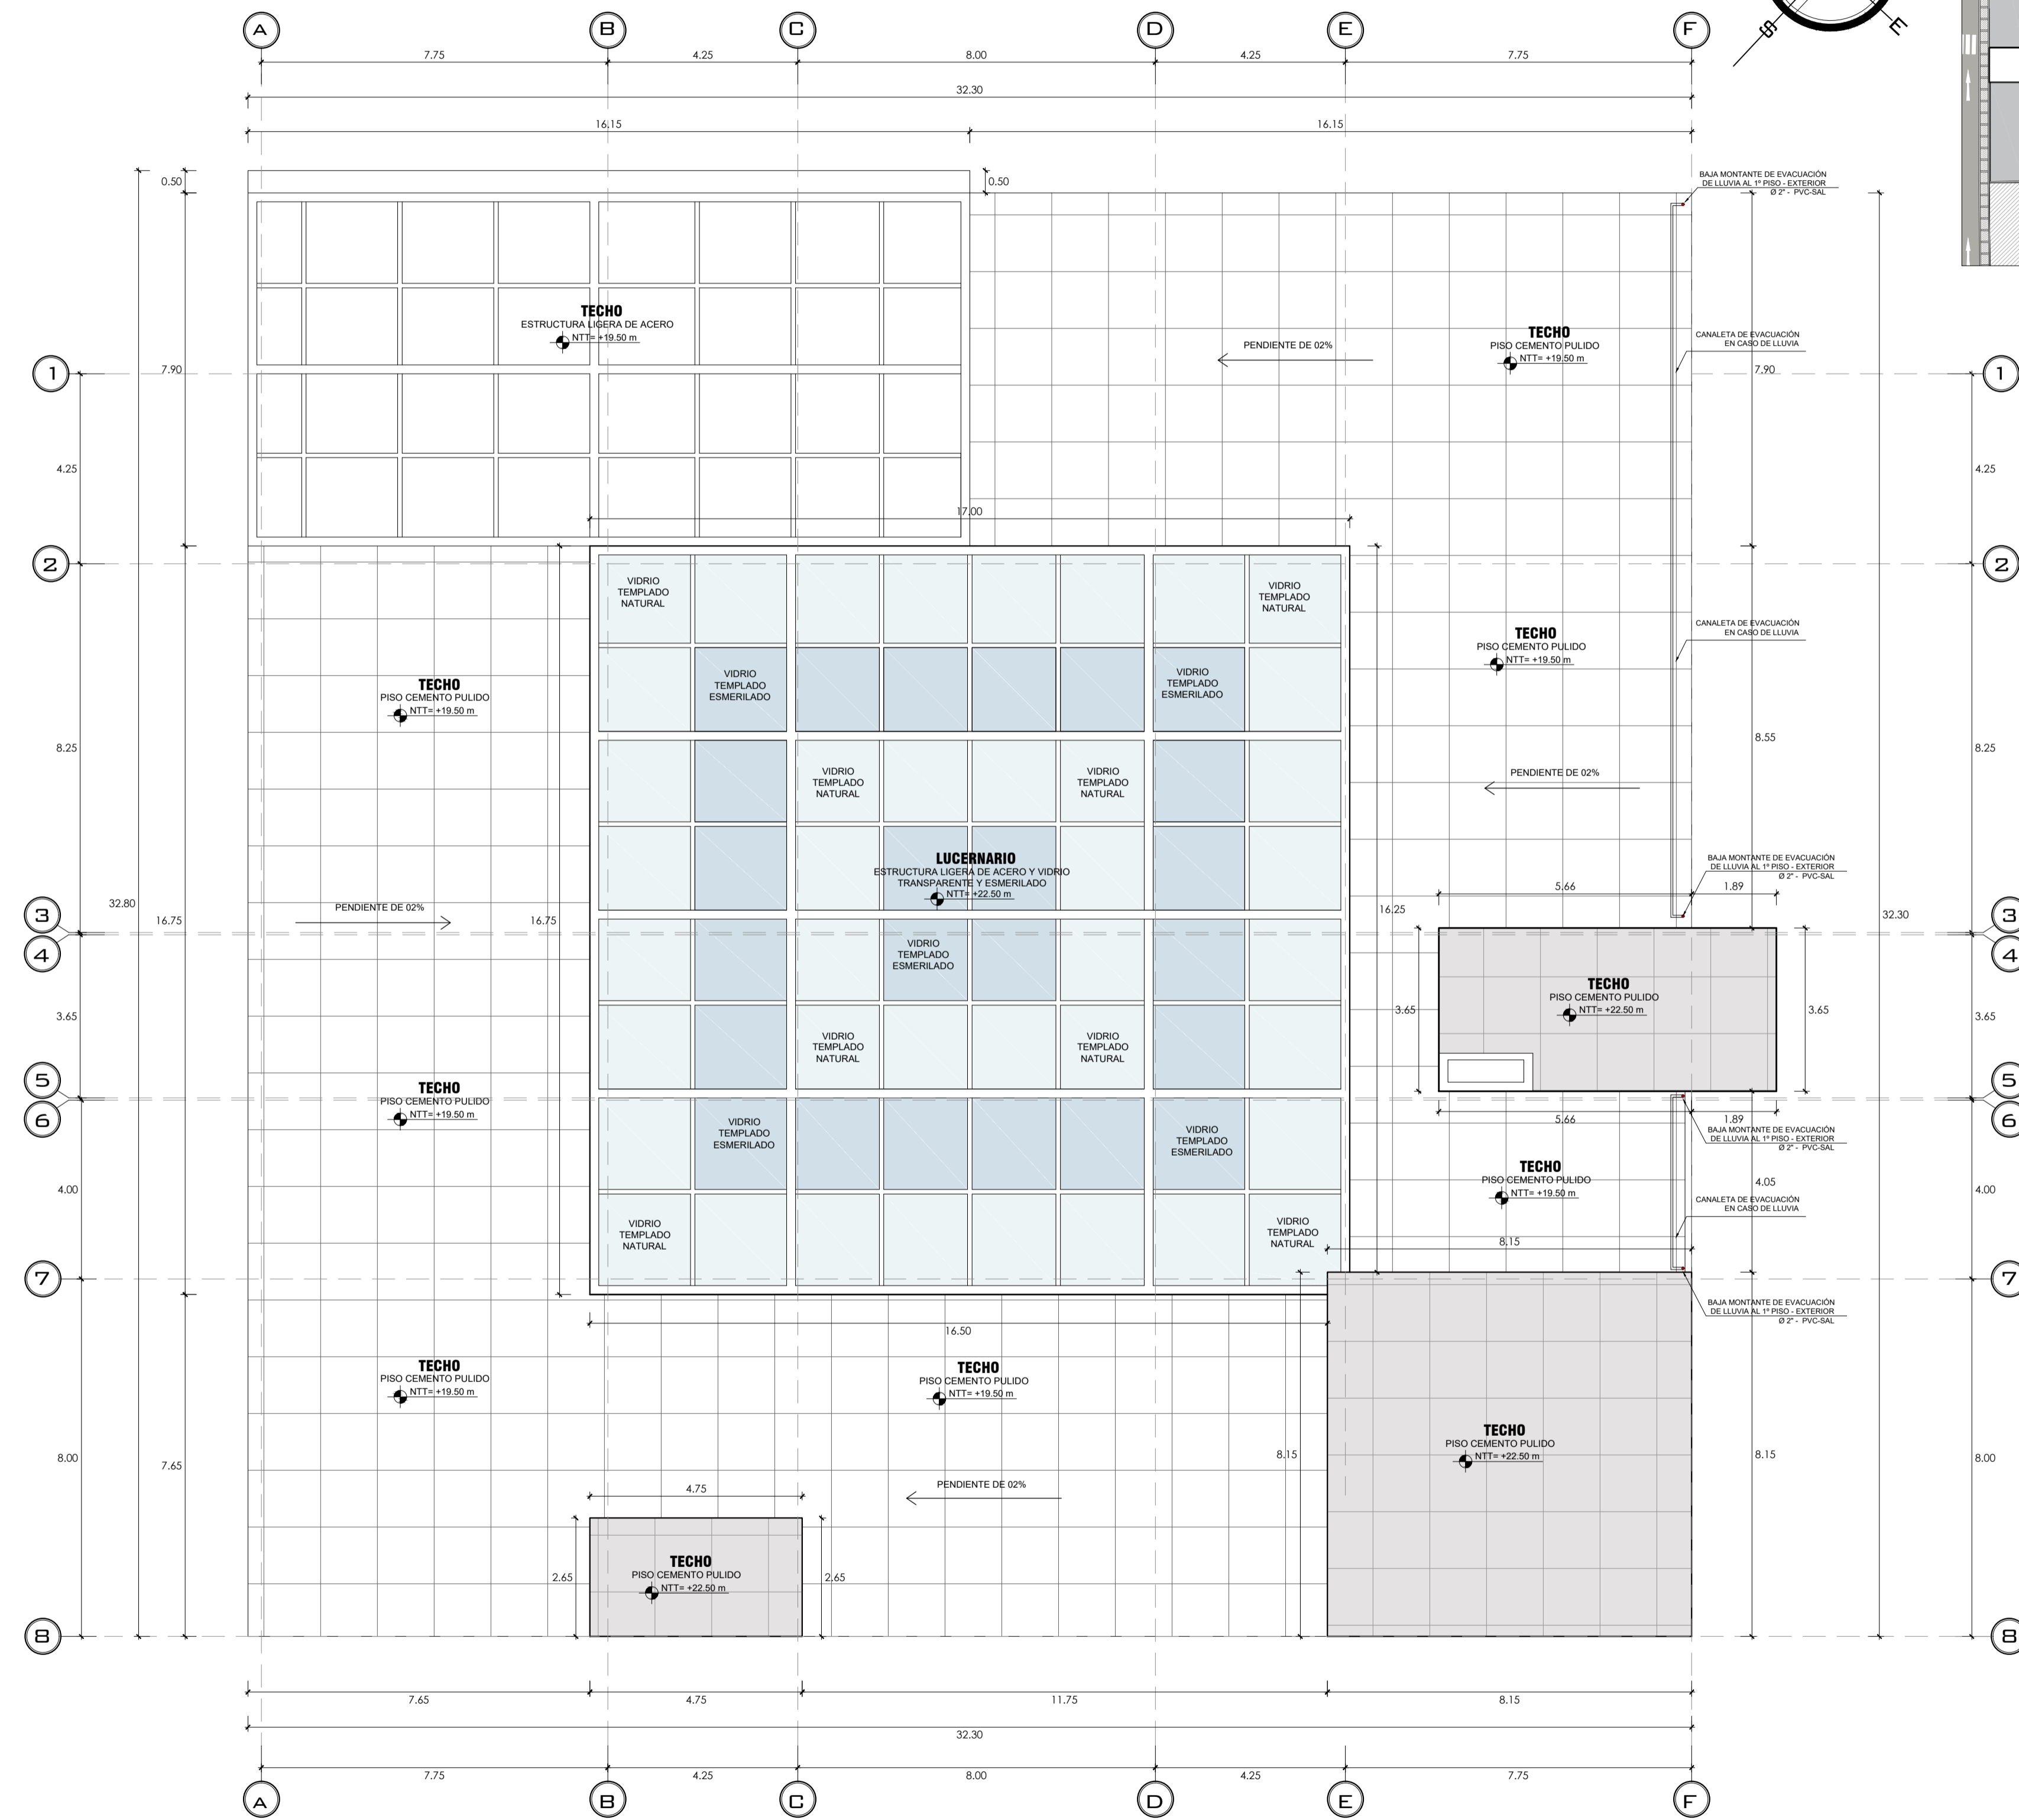 A
B
C
D
E
F
S
E
7.75
4.25
8.00
4.25
7.75
32.30
16.15
16.15
0.50
0.50
BAJA MONTANTE DE EVACUACIÓN
DE LLUVIA AL 1º PISO - EXTERIOR
Ø 2" - PVC-SAL
TECHO
ESTRUCTURA LIGERA DE ACERO
NTT= +19.50 m
PENDIENTE DE 02%
TECHO
PISO CEMENTO PULIDO
NTT= +19.50 m
CANALETA DE EVACUACIÓN
EN CASO DE LLUVIA
1
7.90
7.90
1
4.25
4.25
17.00
2
2
VIDRIO
TEMPLADO
NATURAL
VIDRIO
TEMPLADO
NATURAL
TECHO
PISO CEMENTO PULIDO
NTT= +19.50 m
CANALETA DE EVACUACIÓN
EN CASO DE LLUVIA
TECHO
PISO CEMENTO PULIDO
NTT= +19.50 m
VIDRIO
TEMPLADO
ESMERILADO
VIDRIO
TEMPLADO
ESMERILADO
8.25
8.55
8.25
VIDRIO
TEMPLADO
NATURAL
VIDRIO
TEMPLADO
NATURAL
PENDIENTE DE 02%
LUCERNARIO
ESTRUCTURA LIGERA DE ACERO Y VIDRIO
TRANSPARENTE Y ESMERILADO
NTT= +22.50 m
BAJA MONTANTE DE EVACUACIÓN
DE LLUVIA AL 1º PISO - EXTERIOR
Ø 2" - PVC-SAL
5.66
1.89
3
32.80
16.75
PENDIENTE DE 02%
16.75
16.25
32.30
3
4
4
VIDRIO
TEMPLADO
ESMERILADO
TECHO
PISO CEMENTO PULIDO
NTT= +22.50 m
3.65
3.65
3.65
3.65
VIDRIO
TEMPLADO
NATURAL
VIDRIO
TEMPLADO
NATURAL
5
5
TECHO
PISO CEMENTO PULIDO
NTT= +19.50 m
6
6
5.66
1.89
BAJA MONTANTE DE EVACUACIÓN
DE LLUVIA AL 1º PISO - EXTERIOR
Ø 2" - PVC-SAL
VIDRIO
TEMPLADO
ESMERILADO
VIDRIO
TEMPLADO
ESMERILADO
TECHO
PISO CEMENTO PULIDO
NTT= +19.50 m
4.00
4.05
4.00
CANALETA DE EVACUACIÓN
EN CASO DE LLUVIA
VIDRIO
TEMPLADO
NATURAL
VIDRIO
TEMPLADO
NATURAL
8.15
7
7
BAJA MONTANTE DE EVACUACIÓN
DE LLUVIA AL 1º PISO - EXTERIOR
Ø 2" - PVC-SAL
16.50
TECHO
PISO CEMENTO PULIDO
NTT= +19.50 m
TECHO
PISO CEMENTO PULIDO
NTT= +19.50 m
TECHO
PISO CEMENTO PULIDO
NTT= +22.50 m
8.00
7.65
8.15
8.15
8.00
4.75
PENDIENTE DE 02%
TECHO
PISO CEMENTO PULIDO
NTT= +22.50 m
2.65
2.65
8
8
7.65
4.75
11.75
8.15
32.30
7.75
4.25
8.00
4.25
7.75
A
B
C
D
E
F